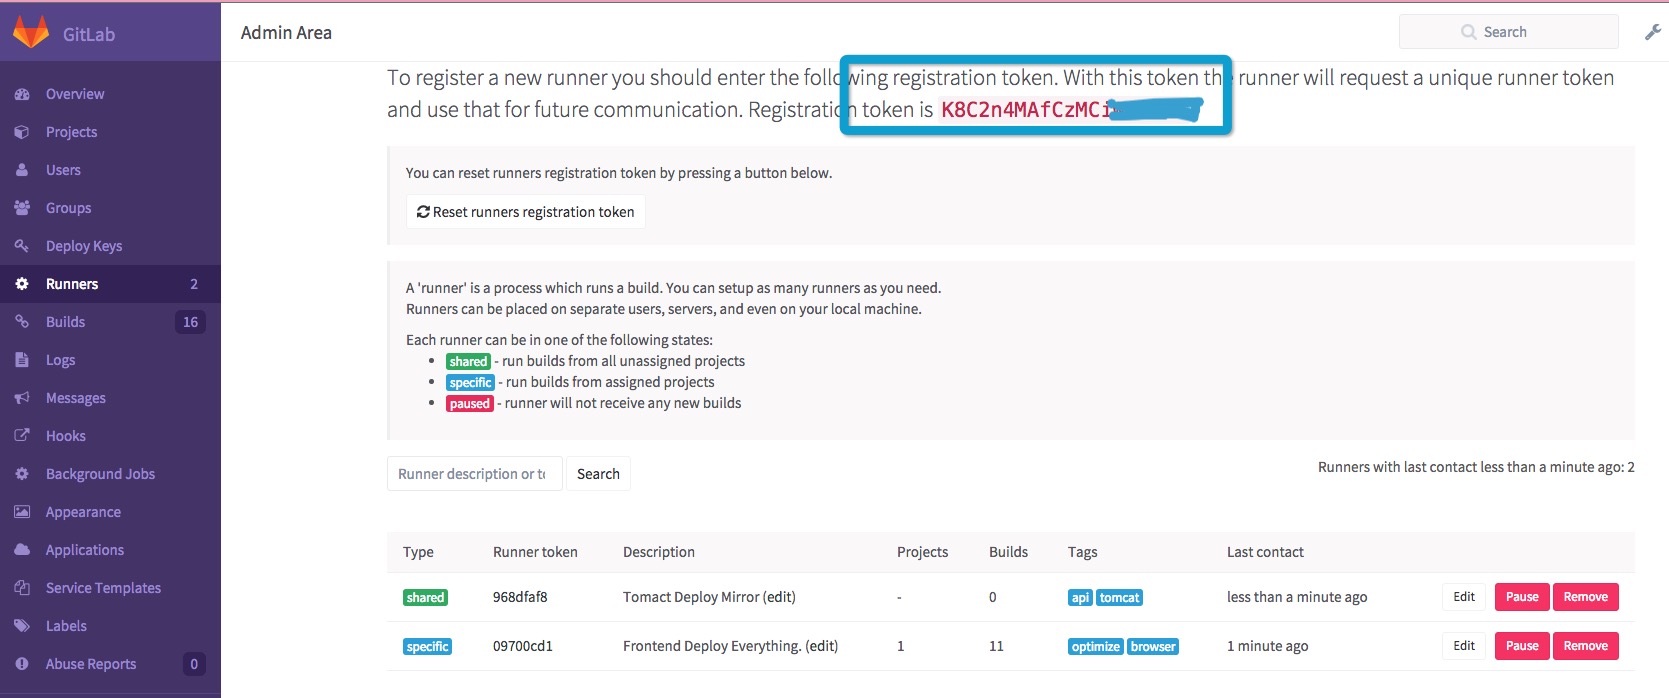 GitLab
Admin Area
Search
Overview
Projects
Users
Groups
Deploy Keys
Runners 2
Builds 16
Logs
Messages
Hooks
Background Jobs
Appearance
Applications
Service Templates
Labels
Abuse Reports 0
To register a new runner you should enter the following registration token. With this token the runner will request a unique runner token
and use that for future communication. Registration token is K8C2n4MAfCzMCi
You can reset runners registration token by pressing a button below.
Reset runners registration token
A 'runner' is a process which runs a build. You can setup as many runners as you need.
Runners can be placed on separate users, servers, and even on your local machine.
Each runner can be in one of the following states:
• shared - run builds from all unassigned projects
• specific - run builds from assigned projects
• paused - runner will not receive any new builds
Runner description or to Search
Runners with last contact less than a minute ago: 2
Type Runner token Description Projects Builds Tags Last contact
shared 968dfaf8 Tomact Deploy Mirror (edit) - 0 api tomcat less than a minute ago Edit Pause Remove
specific 09700cd1 Frontend Deploy Everything. (edit) 1 11 optimize browser 1 minute ago Edit Pause Remove